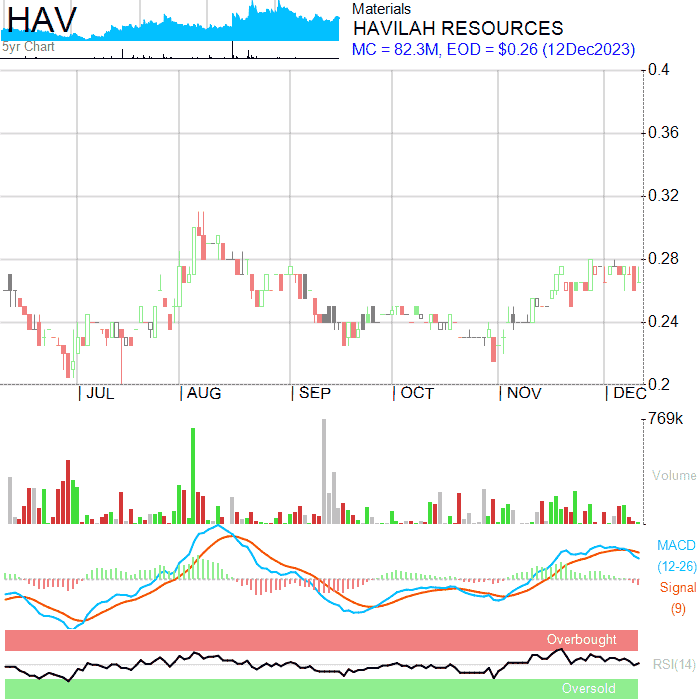 HAV
5yr Chart
Materials
HAVILAH RESOURCES
MC = 82.3M, EOD = $0.26 (12Dec2023)
0.4
0.36
0.32
0.28
0.24
0.2
JUL AUG SEP OCT NOV DEC
769k
Volume
MACD
(12-26)
Signal
(9)
Overbought
RSI(14)
Oversold